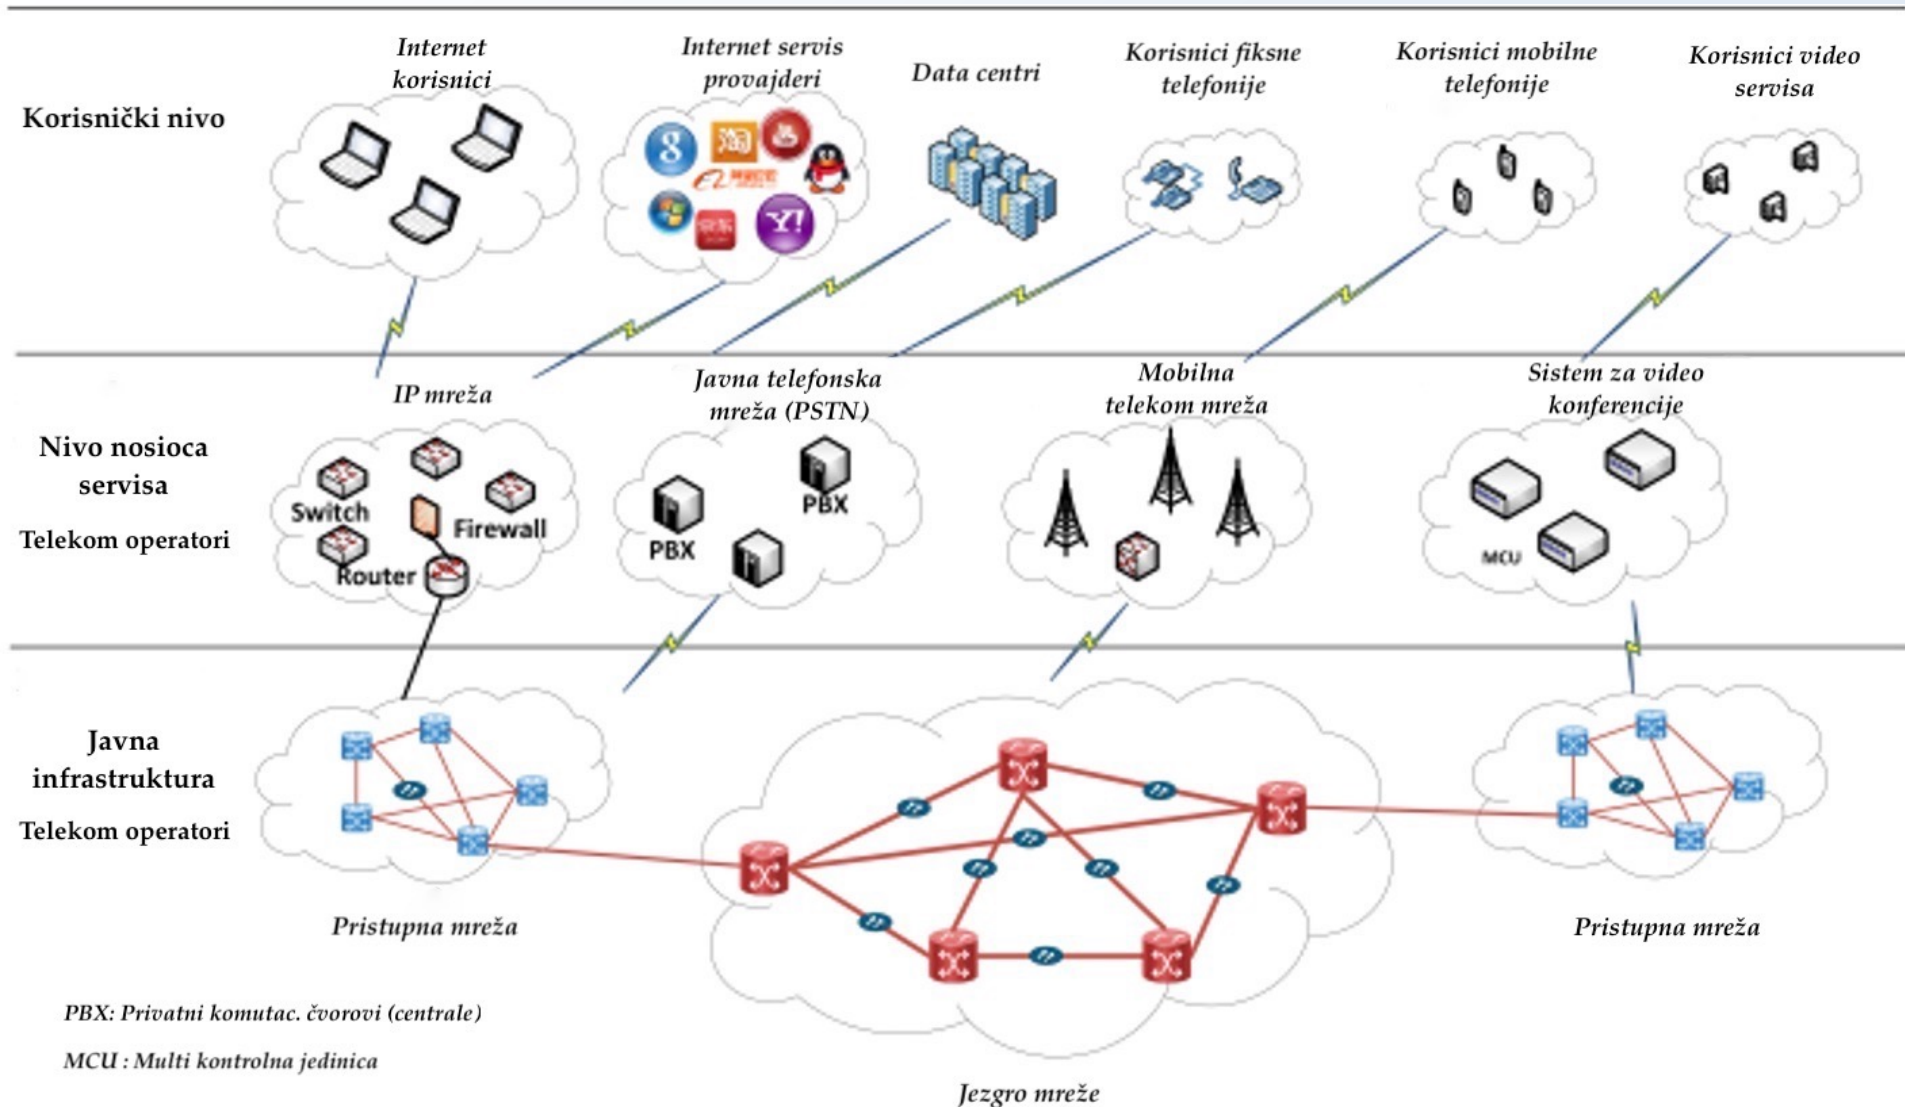 Internet
korisnici
Internet servis
provajderi
Data centri
Korisnici fiksne
telefonije
Korisnici mobilne
telefonije
Korisnici video
servisa
Korisnički nivo
8
淘
Y!
IP mreža
Javna telefonska
mreža (PSTN)
Mobilna
telekom mreža
Sistem za video
konferencije
Nivo nosioca
servisa
Telekom operatori
Switch
Firewall
Router
PBX
PBX
MCU
Javna
infrastruktura
Telekom operatori
Pristupna mreža
Pristupna mreža
PBX: Privatni komutac. čvorovi (centrale)
MCU : Multi kontrolna jedinica
Jezgro mreže